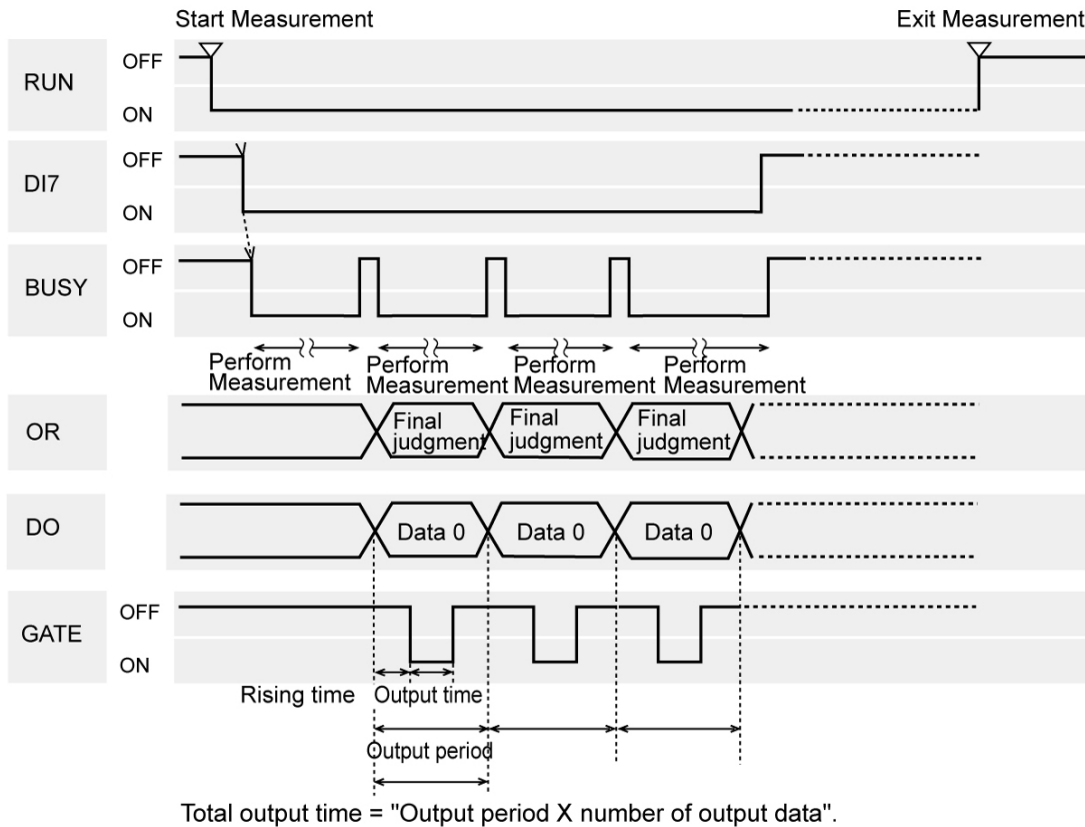 Start Measurement
Exit Measurement
RUN
OFF
ON
DI7
OFF
ON
BUSY
OFF
ON
Perform
Measurement
Perform
Measurement
Perform
Measurement
Perform
Measurement
OR
Final
judgment
Final
judgment
Final
judgment
DO
Data 0
Data 0
Data 0
GATE
OFF
ON
Rising time
Output time
Output period
Total output time = "Output period X number of output data".